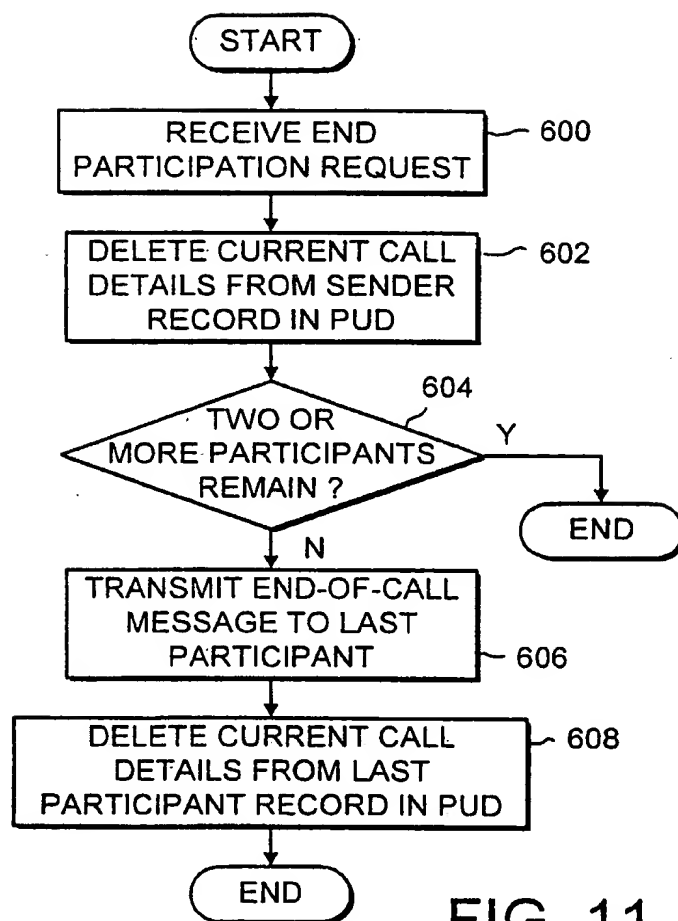 START
RECEIVE END
PARTICIPATION REQUEST
600
DELETE CURRENT CALL
DETAILS FROM SENDER
RECORD IN PUD
602
604
TWO OR
MORE PARTICIPANTS
REMAIN ?
Y
END
N
TRANSMIT END-OF-CALL
MESSAGE TO LAST
PARTICIPANT
606
DELETE CURRENT CALL
DETAILS FROM LAST
PARTICIPANT RECORD IN PUD
608
END
FIG. 11